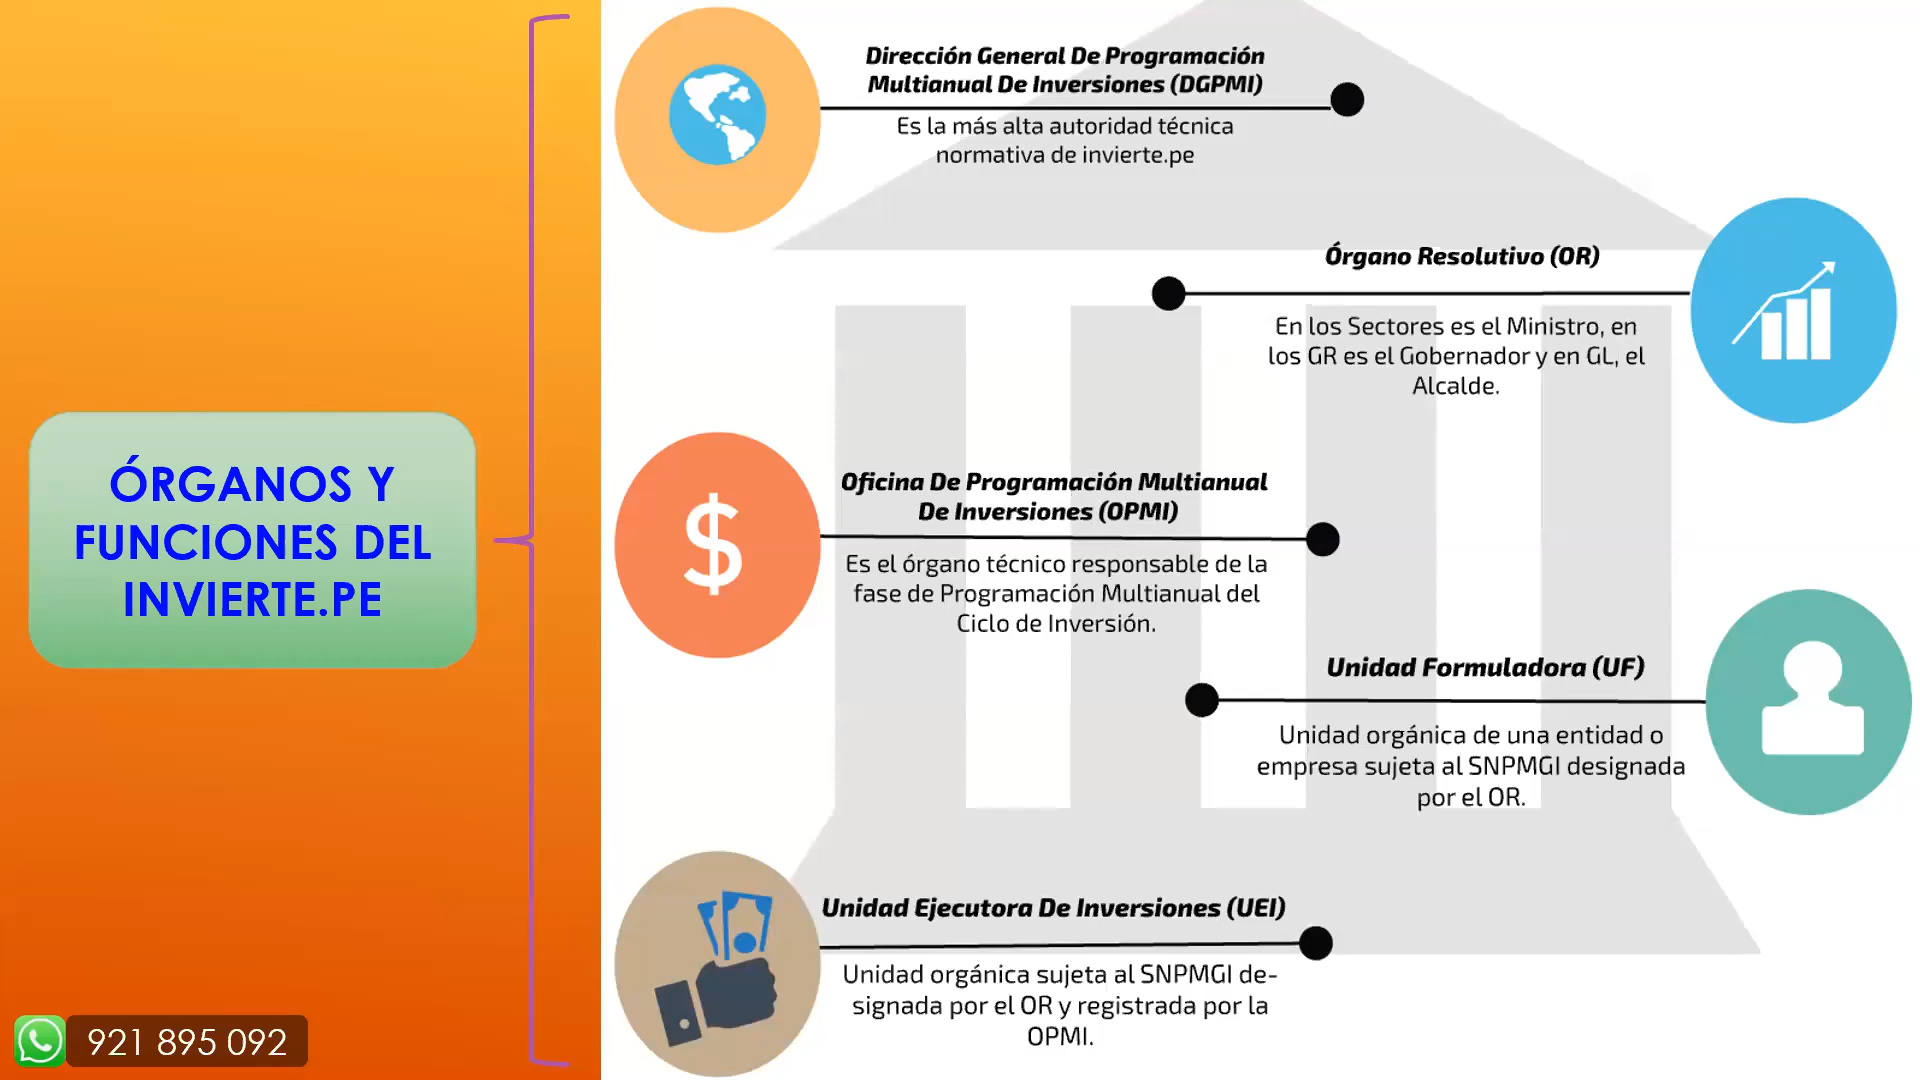 ÓRGANOS Y
FUNCIONES DEL
INVIERTE.PE
921 895 092
Dirección General De Programación
Multianual De Inversiones (DGPMI)
Es la más alta autoridad técnica
normativa de invierte.pe
Órgano Resolutivo (OR)
En los Sectores es el Ministro, en
los GR es el Gobernador y en GL, el
Alcalde.
$
Oficina De Programación Multianual
De Inversiones (OPMI)
Es el órgano técnico responsable de la
fase de Programación Multianual del
Ciclo de Inversión.
Unidad Formuladora (UF)
Unidad orgánica de una entidad o
empresa sujeta al SNPMGI designada
por el OR.
Unidad Ejecutora De Inversiones (UEI)
Unidad orgánica sujeta al SNPMGI de-
signada por el OR y registrada por la
OPMI.